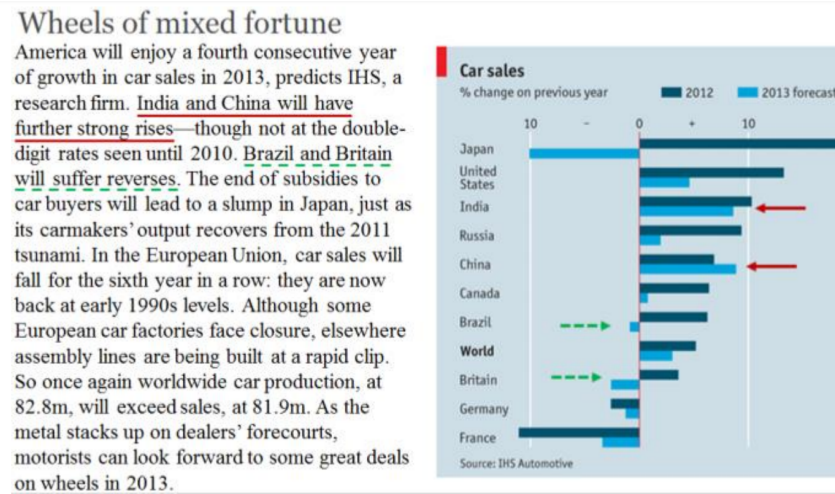 Wheels of mixed fortune
America will enjoy a fourth consecutive year
of growth in car sales in 2013, predicts IHS, a
research firm. India and China will have
further strong rises—though not at the double-
digit rates seen until 2010. Brazil and Britain
will suffer reverses. The end of subsidies to
car buyers will lead to a slump in Japan, just as
its carmakers' output recovers from the 2011
tsunami. In the European Union, car sales will
fall for the sixth year in a row: they are now
back at early 1990s levels. Although some
European car factories face closure, elsewhere
assembly lines are being built at a rapid clip.
So once again worldwide car production, at
82.8m, will exceed sales, at 81.9m. As the
metal stacks up on dealers' forecourts,
motorists can look forward to some great deals
on wheels in 2013.
Car sales
% change on previous year
2012
2013 forecast
10 - 0 + 10
Japan
United
States
India
Russia
China
Canada
Brazil
World
Britain
Germany
France
Source: IHS Automotive